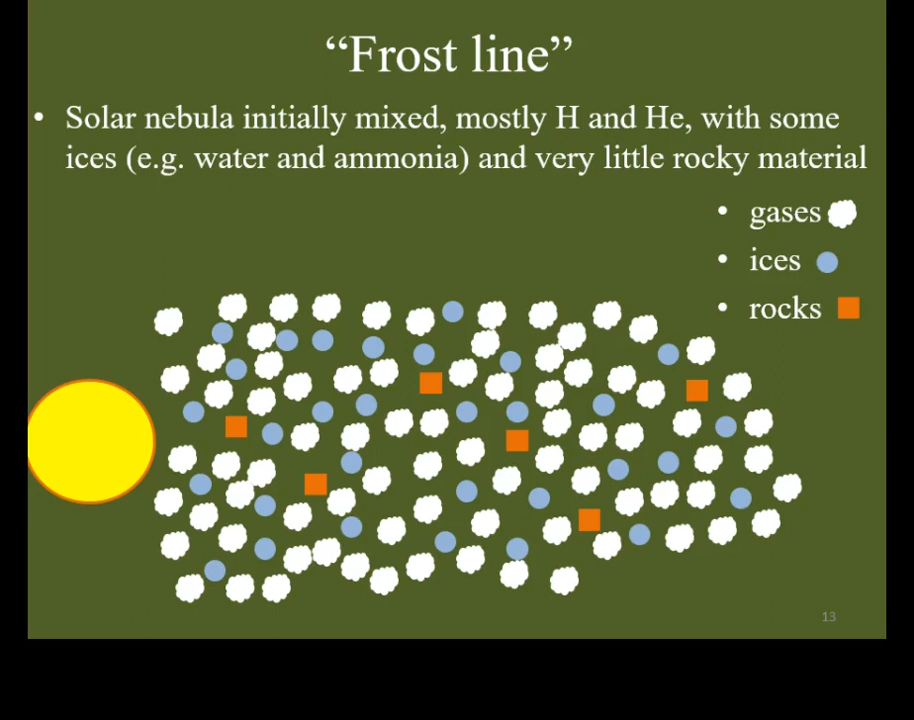 “Frost line”
• Solar nebula initially mixed, mostly H and He, with some
ices (e.g. water and ammonia) and very little rocky material
• gases
• ices
• rocks
13